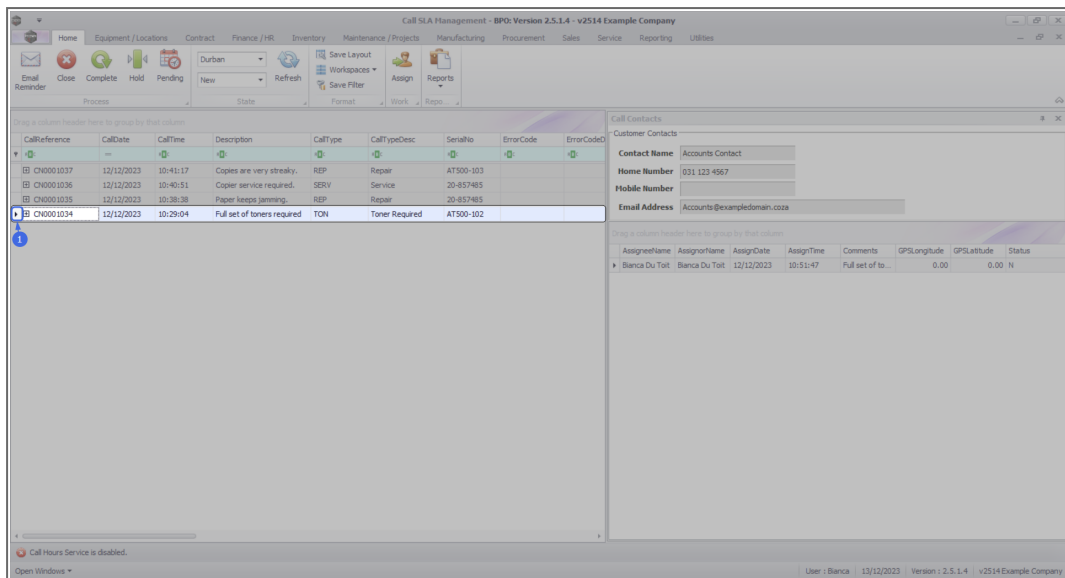 Call SLA Management - BPO: Version 2.5.1.4 - v2514 Example Company
Home Equipment / Locations Contract Finance / HR Inventory Maintenance / Projects Manufacturing Procurement Sales Service Reporting Utilities
Email Reminder Close Complete Hold Pending
Durban
New
Refresh
Save Layout
Workspaces
Save Filter
Assign
Reports
Process State Format Work Repo...
Drag a column header here to group by that column
CallReference CallDate CallTime Description CallType CallTypeDesc SerialNo ErrorCode ErrorCodeD
CN0001037 12/12/2023 10:41:17 Copies are very streaky. REP Repair AT500-103
CN0001036 12/12/2023 10:40:51 Copier service required. SERV Service 20-857485
CN0001035 12/12/2023 10:38:38 Paper keeps jamming. REP Repair 20-857485
CN0001034 12/12/2023 10:29:04 Full set of toners required TON Toner Required AT500-102
1
Call Contacts
Customer Contacts
Contact Name Accounts Contact
Home Number 031 123 4567
Mobile Number
Email Address Accounts@exampledomain.coza
Drag a column header here to group by that column
AssigneeName AssignorName AssignDate AssignTime Comments GPSLongitude GPSLatitude Status
Bianca Du Toit Bianca Du Toit 12/12/2023 10:51:47 Full set of to... 0.00 0.00 N
Call Hours Service is disabled.
Open Windows
User : Bianca 13/12/2023 Version : 2.5.1.4 v2514 Example Company